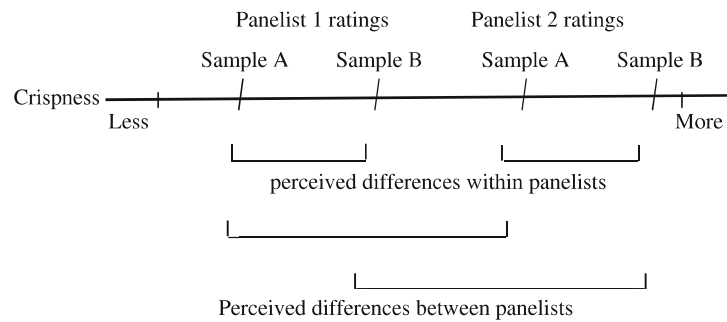 Panelist 1 ratings Panelist 2 ratings
Sample A Sample B Sample A Sample B
Crispness
Less More
perceived differences within panelists
Perceived differences between panelists